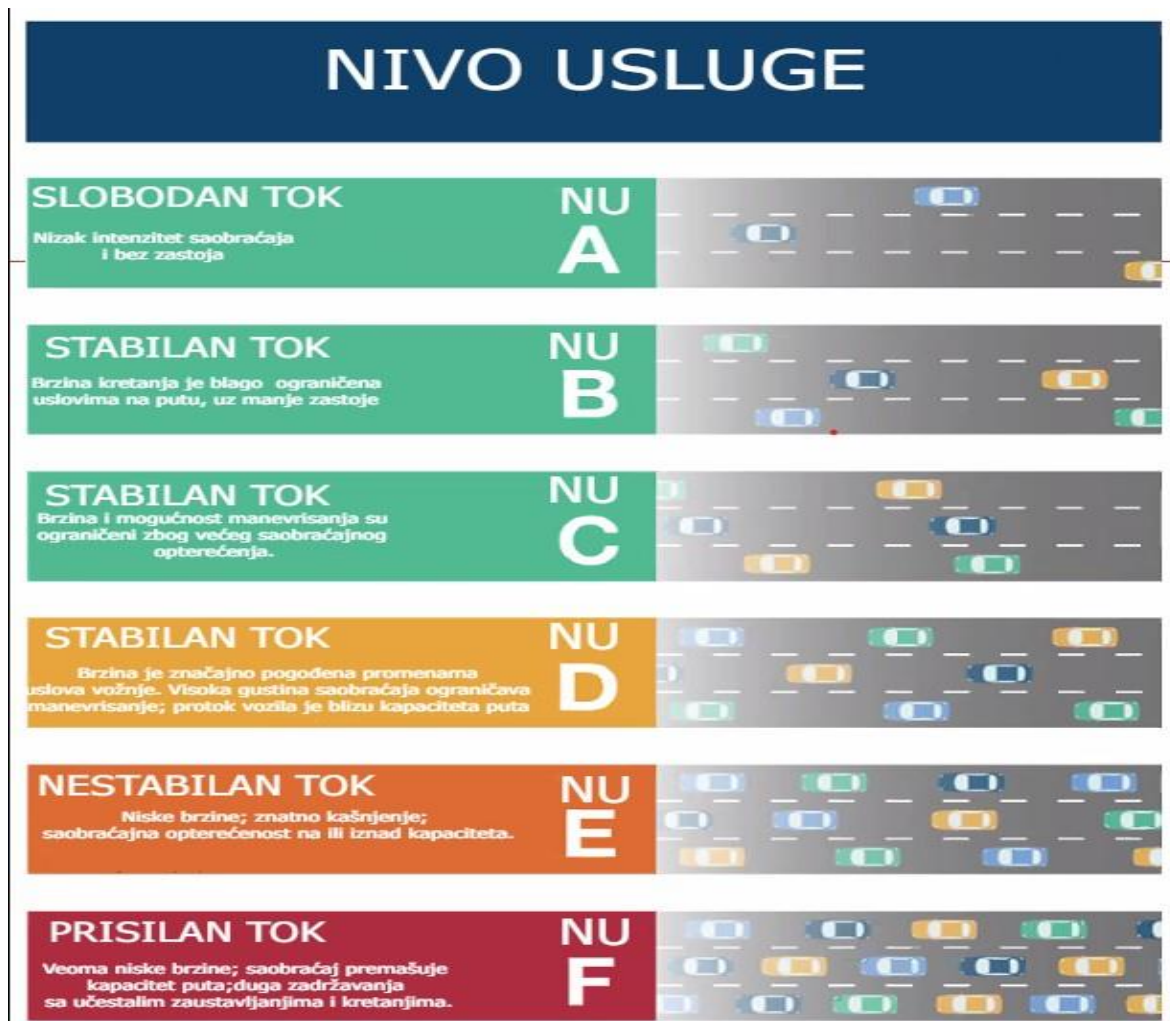 NIVO USLUGE
SLOBODAN TOK
Nizak intenzitet saobraćaja
i bez zastoja
NU
A
STABILAN TOK
Brzina kretanja je blago ograničena
uslovima na putu, uz manje zastoje
NU
B
STABILAN TOK
Brzina i mogućnost manevrisanja su
ograničeni zbog većeg saobraćajnog
opterećenja.
NU
C
STABILAN TOK
Brzina je značajno pogođena promenama
uslova vožnje. Visoka gustina saobraćaja ograničava
manevrisanje; protok vozila je blizu kapaciteta puta
NU
D
NESTABILAN TOK
Niske brzine; znatno kašnjenje;
saobraćajna opterećenost na ili iznad kapaciteta.
NU
E
PRISILAN TOK
Veoma niske brzine; saobraćaj premašuje
kapacitet puta;duga zadržavanja
sa učestalim zaustavljanjima i kretanjima.
NU
F